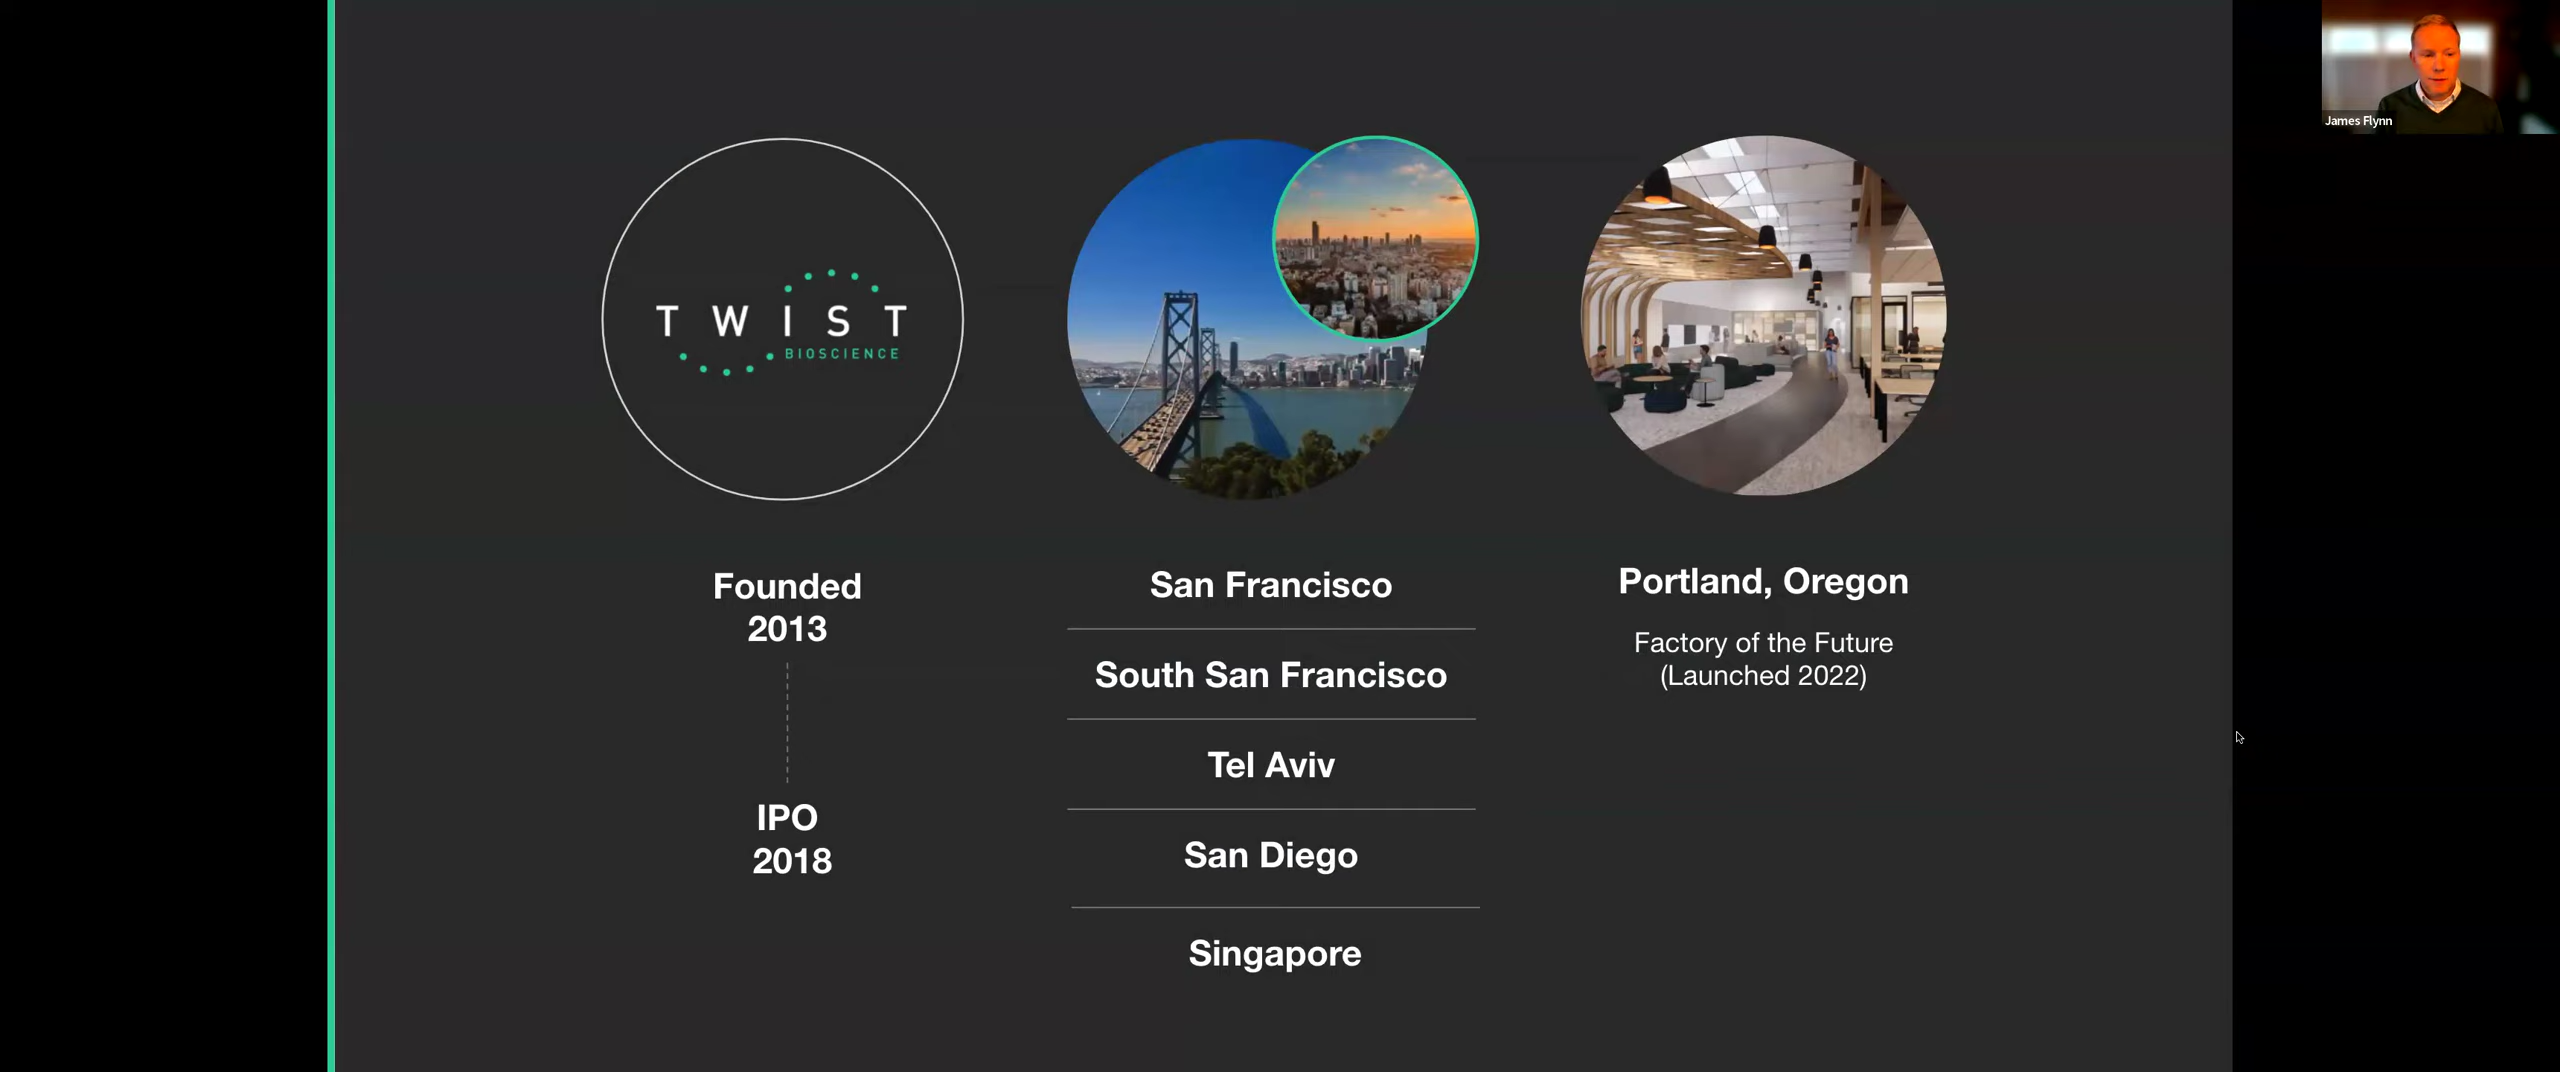 TWIST
BIOSCIENCE
Founded
2013
IPO
2018
San Francisco
South San Francisco
Tel Aviv
San Diego
Singapore
Portland, Oregon
Factory of the Future
(Launched 2022)
James Flynn